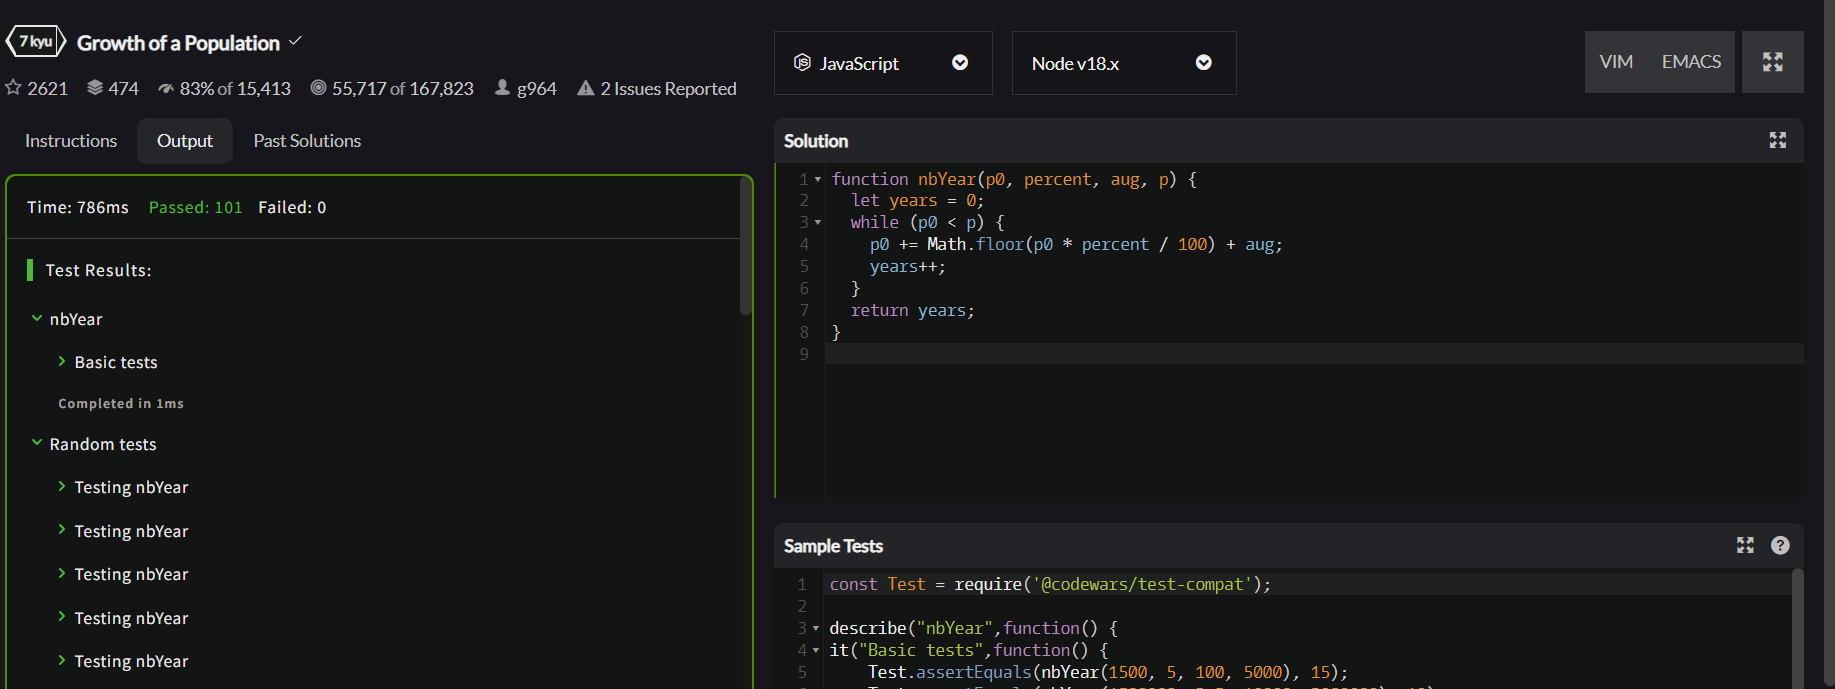 7 kyu Growth of a Population
2621 474 83% of 15,413 55,717 of 167,823 g964 2 Issues Reported
Instructions Output Past Solutions
Time: 786ms Passed: 101 Failed: 0
Test Results:
nbYear
Basic tests
Completed in 1ms
Random tests
Testing nbYear
Testing nbYear
Testing nbYear
Testing nbYear
Testing nbYear
JavaScript Node v18.x VIM EMACS
Solution
1 function nbYear(p0, percent, aug, p) {
2 let years = 0;
3 while (p0 < p) {
4 p0 += Math.floor(p0 * percent / 100) + aug;
5 years++;
6 }
7 return years;
8 }
9
Sample Tests
1 const Test = require('@codewars/test-compat');
2
3 describe("nbYear",function() {
4 it("Basic tests",function() {
5 Test.assertEquals(nbYear(1500, 5, 100, 5000), 15);